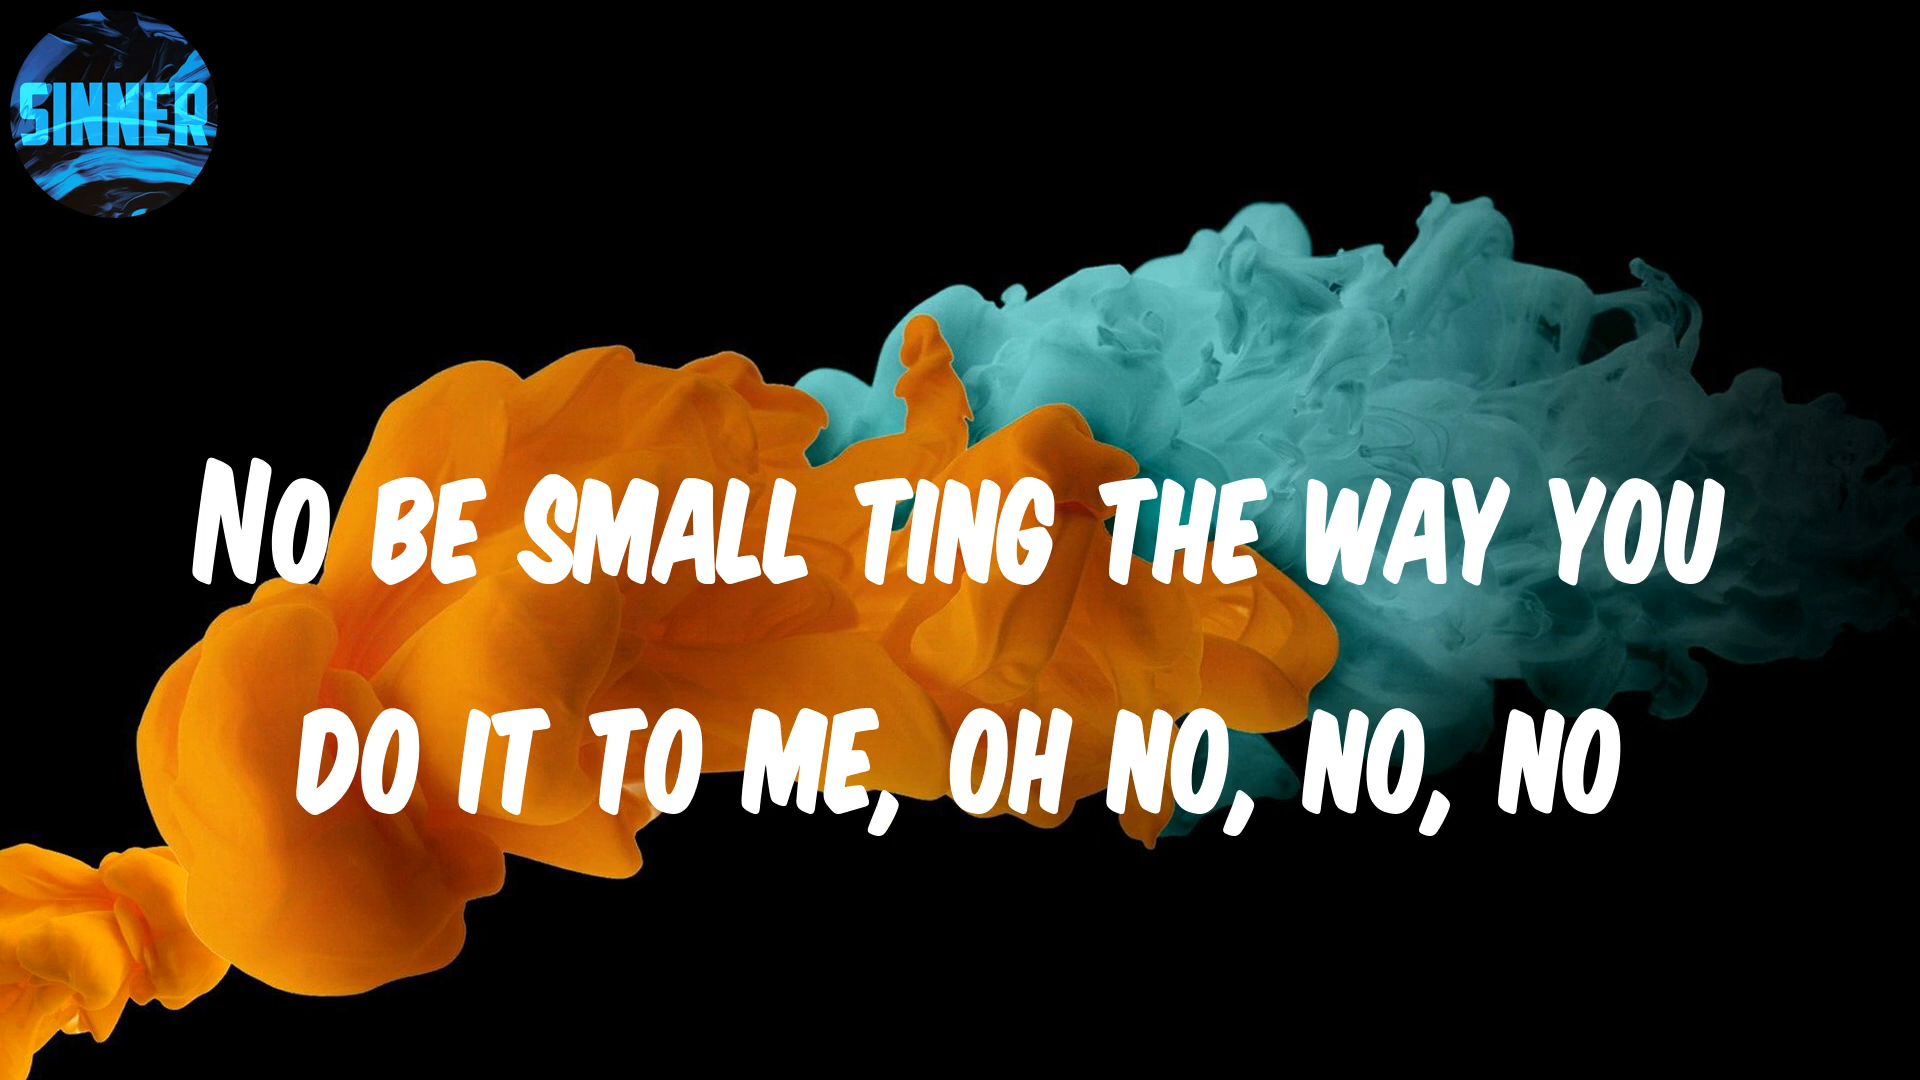 SINNER
No be small ting the way you
do it to me, oh no, no, no